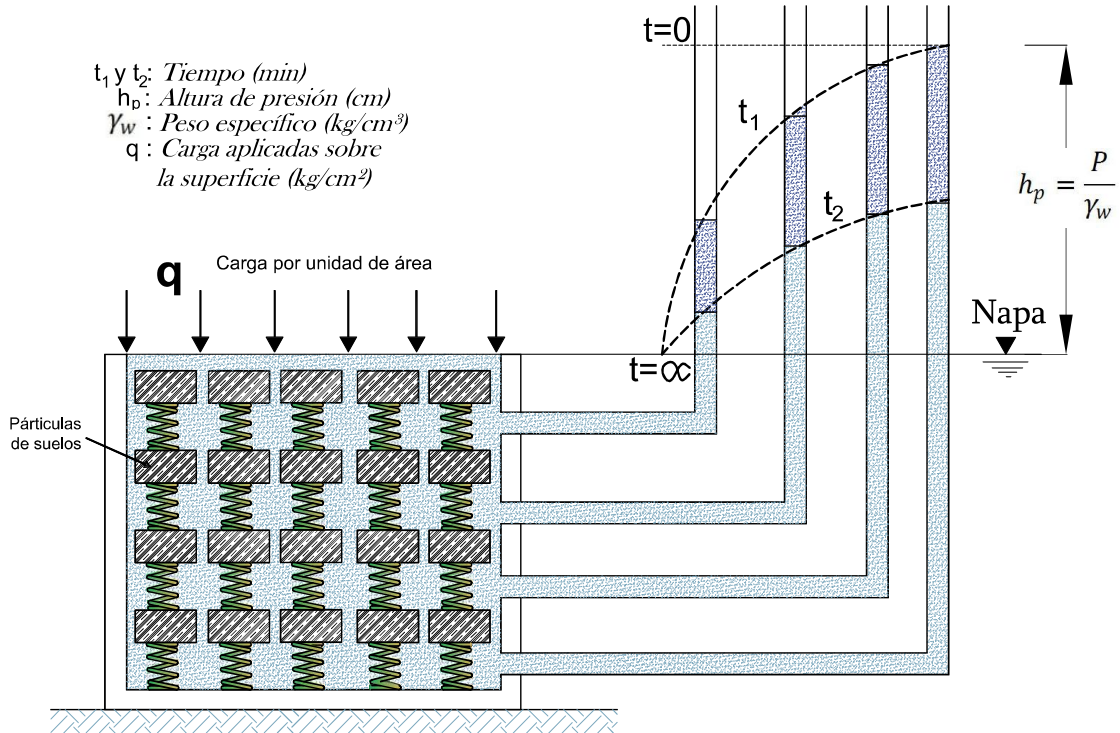 t₁ y t₂: Tiempo (min)
hₚ: Altura de presión (cm)
γw : Peso específico (kg/cm³)
q : Carga aplicadas sobre
la superficie (kg/cm²)
t=0
t₁
t₂
hₚ = P/γw
q
Carga por unidad de área
Napa
t=∝
Párticulas
de suelos